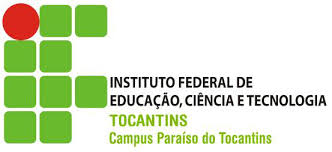 INSTITUTO FEDERAL DE
EDUCAÇÃO, CIÊNCIA E TECNOLOGIA
TOCANTINS
Campus Paraíso do Tocantins